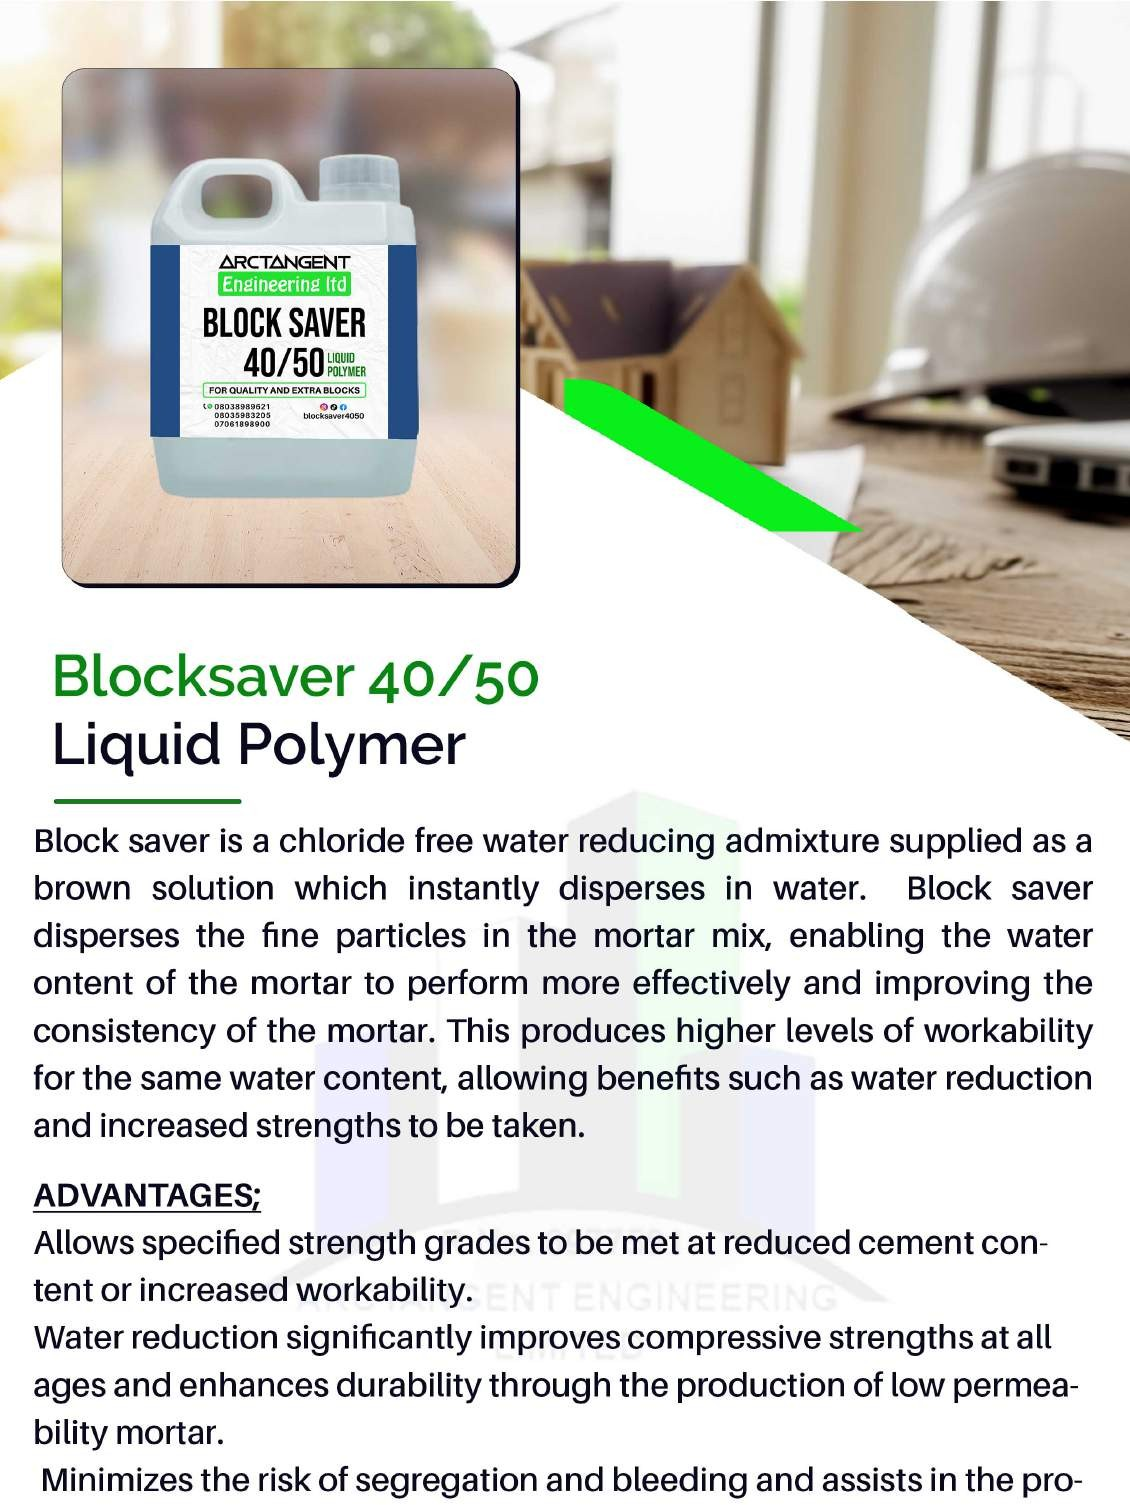 ARCTANGENT
Engineering ltd
BLOCK SAVER
40/50 LIQUID POLYMER
FOR QUALITY AND EXTRA BLOCKS
08038989621
08035983205
07061898900
blocksaver4050
Blocksaver 40/50
Liquid Polymer
Block saver is a chloride free water reducing admixture supplied as a
brown solution which instantly disperses in water. Block saver
disperses the fine particles in the mortar mix, enabling the water
ontent of the mortar to perform more effectively and improving the
consistency of the mortar. This produces higher levels of workability
for the same water content, allowing benefits such as water reduction
and increased strengths to be taken.
ADVANTAGES;
Allows specified strength grades to be met at reduced cement con-
tent or increased workability.
ARCTANGENT ENGINEERING
Water reduction significantly improves compressive strengths at all
LIMITED
ages and enhances durability through the production of low permea-
bility mortar.
Minimizes the risk of segregation and bleeding and assists in the pro-